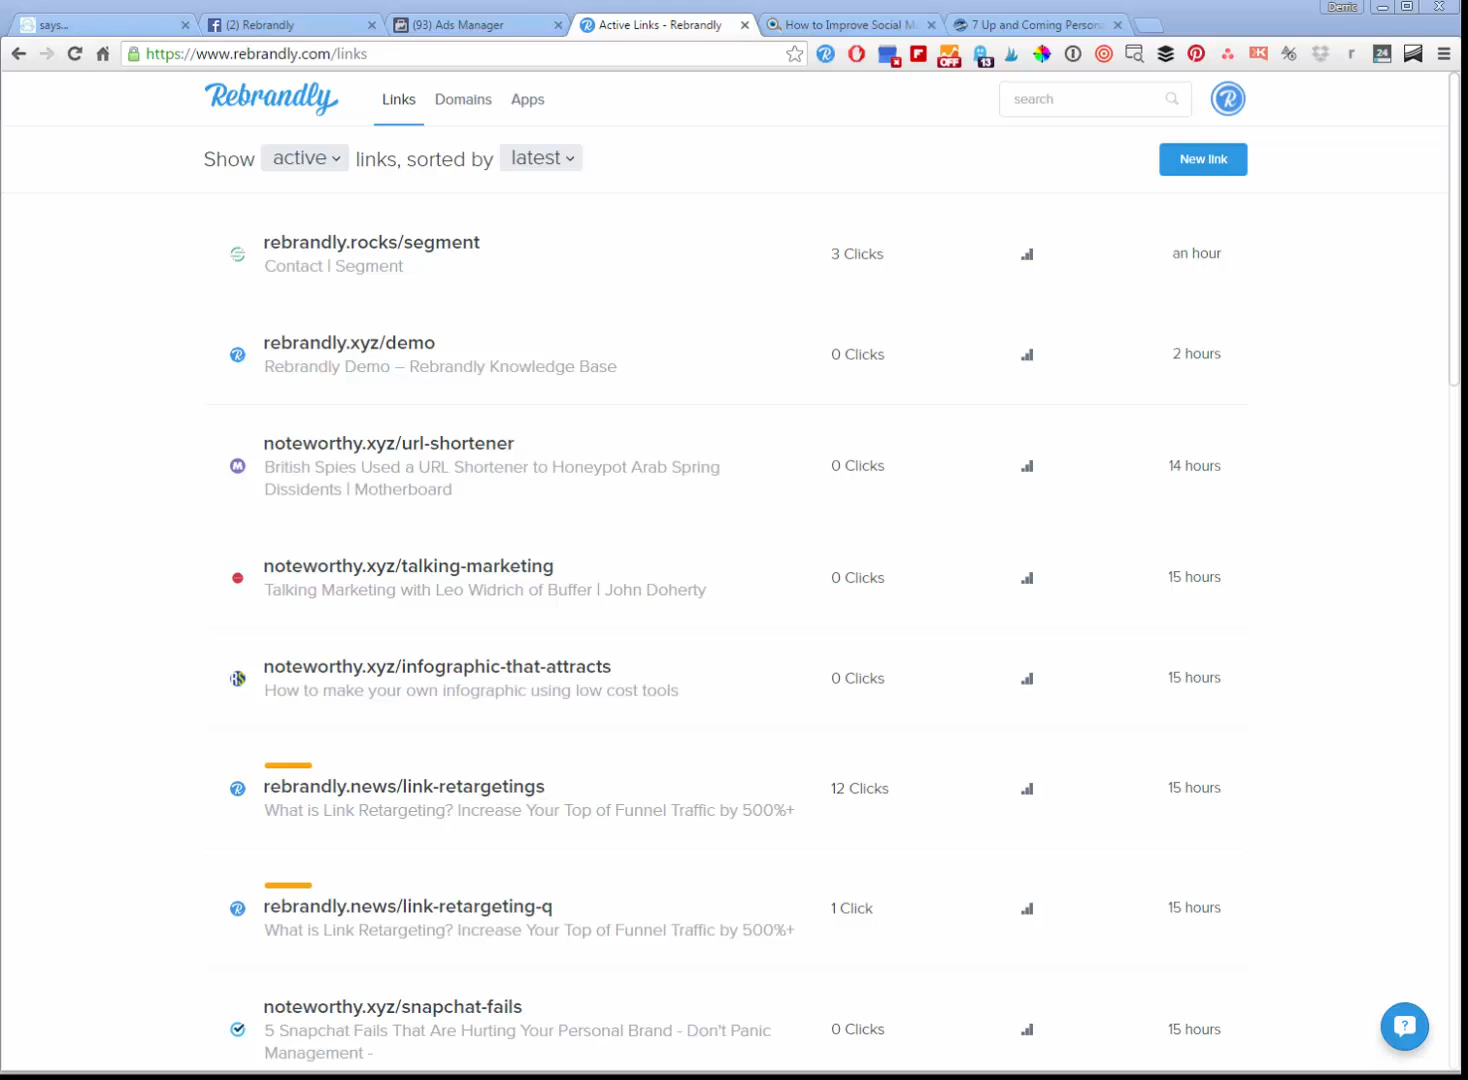 Derric
says...
(2) Rebrandly
(93) Ads Manager
Active Links - Rebrandly
How to Improve Social M
7 Up and Coming Persona
https://www.rebrandly.com/links
OFF
13
24
Rebrandly
Links
Domains
Apps
search
Show active links, sorted by latest
New link
rebrandly.rocks/segment
Contact | Segment
3 Clicks
an hour
rebrandly.xyz/demo
Rebrandly Demo – Rebrandly Knowledge Base
0 Clicks
2 hours
noteworthy.xyz/url-shortener
British Spies Used a URL Shortener to Honeypot Arab Spring
Dissidents | Motherboard
0 Clicks
14 hours
noteworthy.xyz/talking-marketing
Talking Marketing with Leo Widrich of Buffer | John Doherty
0 Clicks
15 hours
noteworthy.xyz/infographic-that-attracts
How to make your own infographic using low cost tools
0 Clicks
15 hours
rebrandly.news/link-retargetings
What is Link Retargeting? Increase Your Top of Funnel Traffic by 500%+
12 Clicks
15 hours
rebrandly.news/link-retargeting-q
What is Link Retargeting? Increase Your Top of Funnel Traffic by 500%+
1 Click
15 hours
noteworthy.xyz/snapchat-fails
5 Snapchat Fails That Are Hurting Your Personal Brand - Don't Panic
Management -
0 Clicks
15 hours